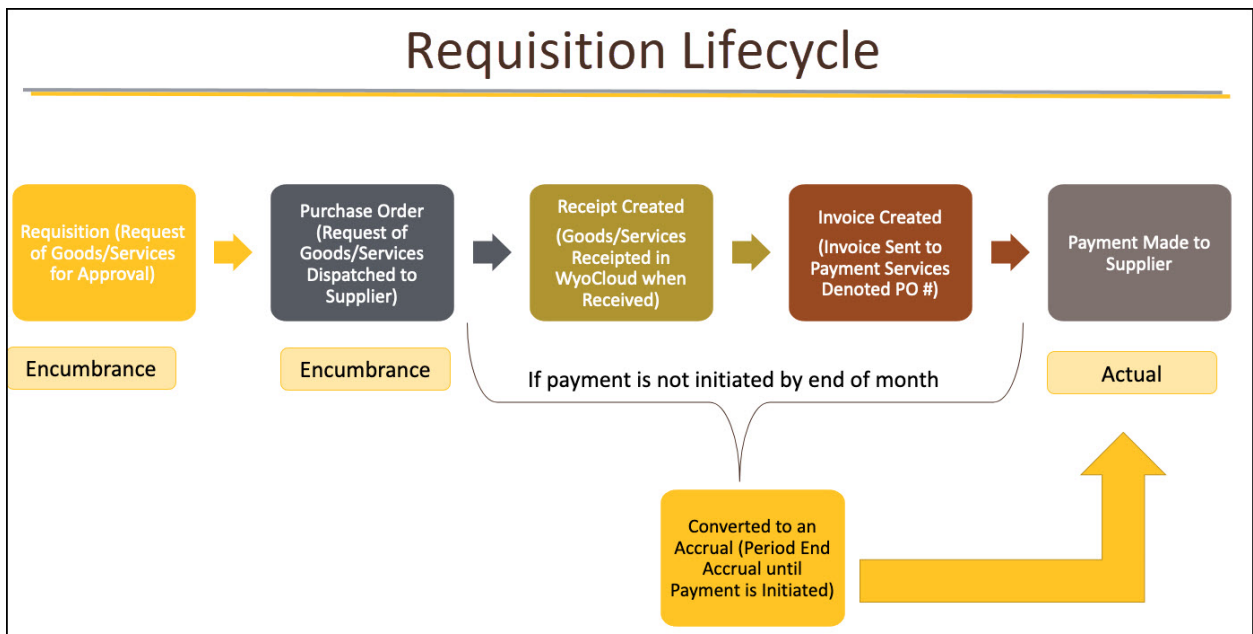 Requisition Lifecycle
Requisition (Request
of Goods/Services
for Approval)
Purchase Order
(Request of
Goods/Services
Dispatched to
Supplier)
Receipt Created
(Goods/Services
Receipted in
WyoCloud when
Received)
Invoice Created
(Invoice Sent to
Payment Services
Denoted PO #)
Payment Made to
Supplier
Encumbrance
Encumbrance
If payment is not initiated by end of month
Actual
Converted to an
Accrual (Period End
Accrual until
Payment is Initiated)